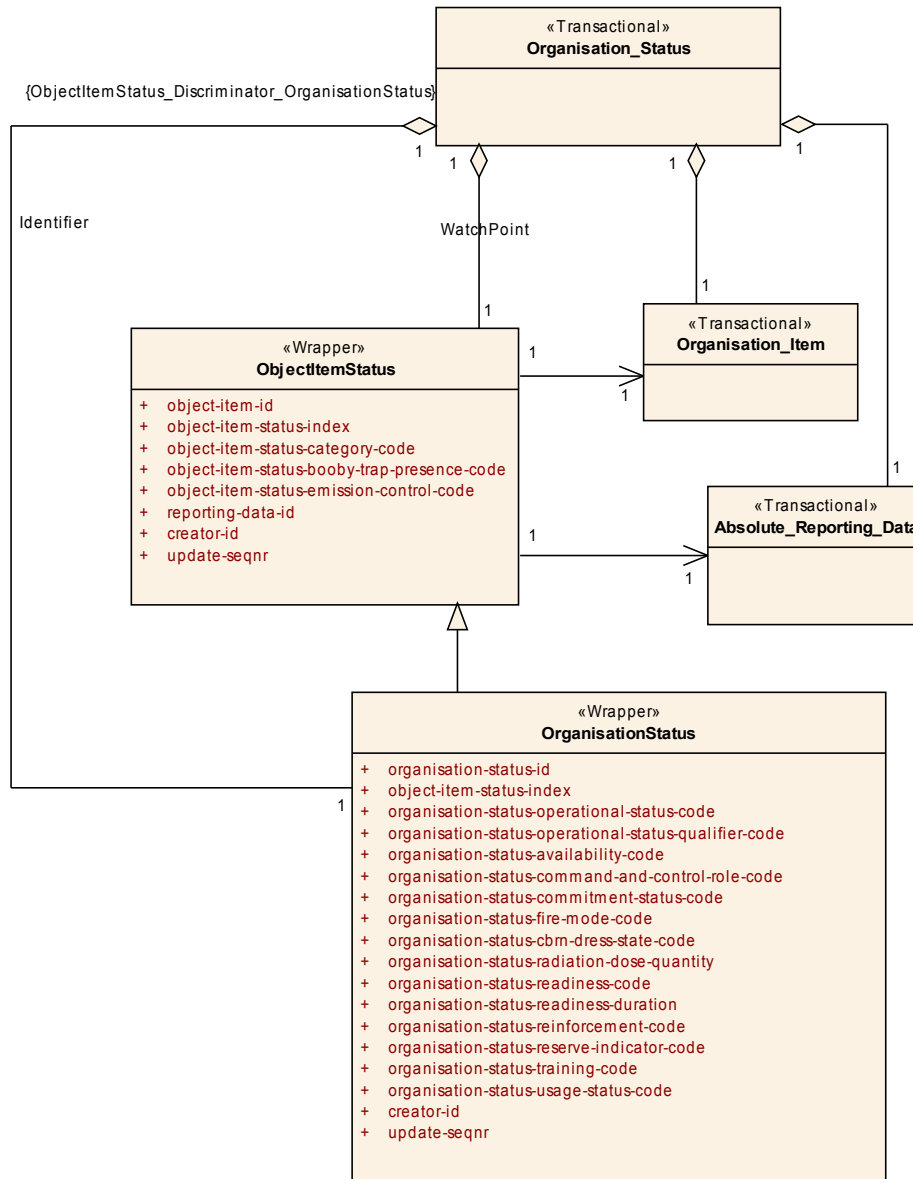 «Transactional»
Organisation_Status
{ObjectItemStatus_Discriminator_OrganisationStatus}
1
1
1
1
Identifier
WatchPoint
1
1
«Transactional»
Organisation_Item
«Wrapper»
ObjectItemStatus
1
1
+ object-item-id
+ object-item-status-index
+ object-item-status-category-code
+ object-item-status-booby-trap-presence-code
+ object-item-status-emission-control-code
+ reporting-data-id
+ creator-id
+ update-seqnr
1
«Transactional»
Absolute_Reporting_Data
1
1
«Wrapper»
OrganisationStatus
1
+ organisation-status-id
+ object-item-status-index
+ organisation-status-operational-status-code
+ organisation-status-operational-status-qualifier-code
+ organisation-status-availability-code
+ organisation-status-command-and-control-role-code
+ organisation-status-commitment-status-code
+ organisation-status-fire-mode-code
+ organisation-status-cbrn-dress-state-code
+ organisation-status-radiation-dose-quantity
+ organisation-status-readiness-code
+ organisation-status-readiness-duration
+ organisation-status-reinforcement-code
+ organisation-status-reserve-indicator-code
+ organisation-status-training-code
+ organisation-status-usage-status-code
+ creator-id
+ update-seqnr